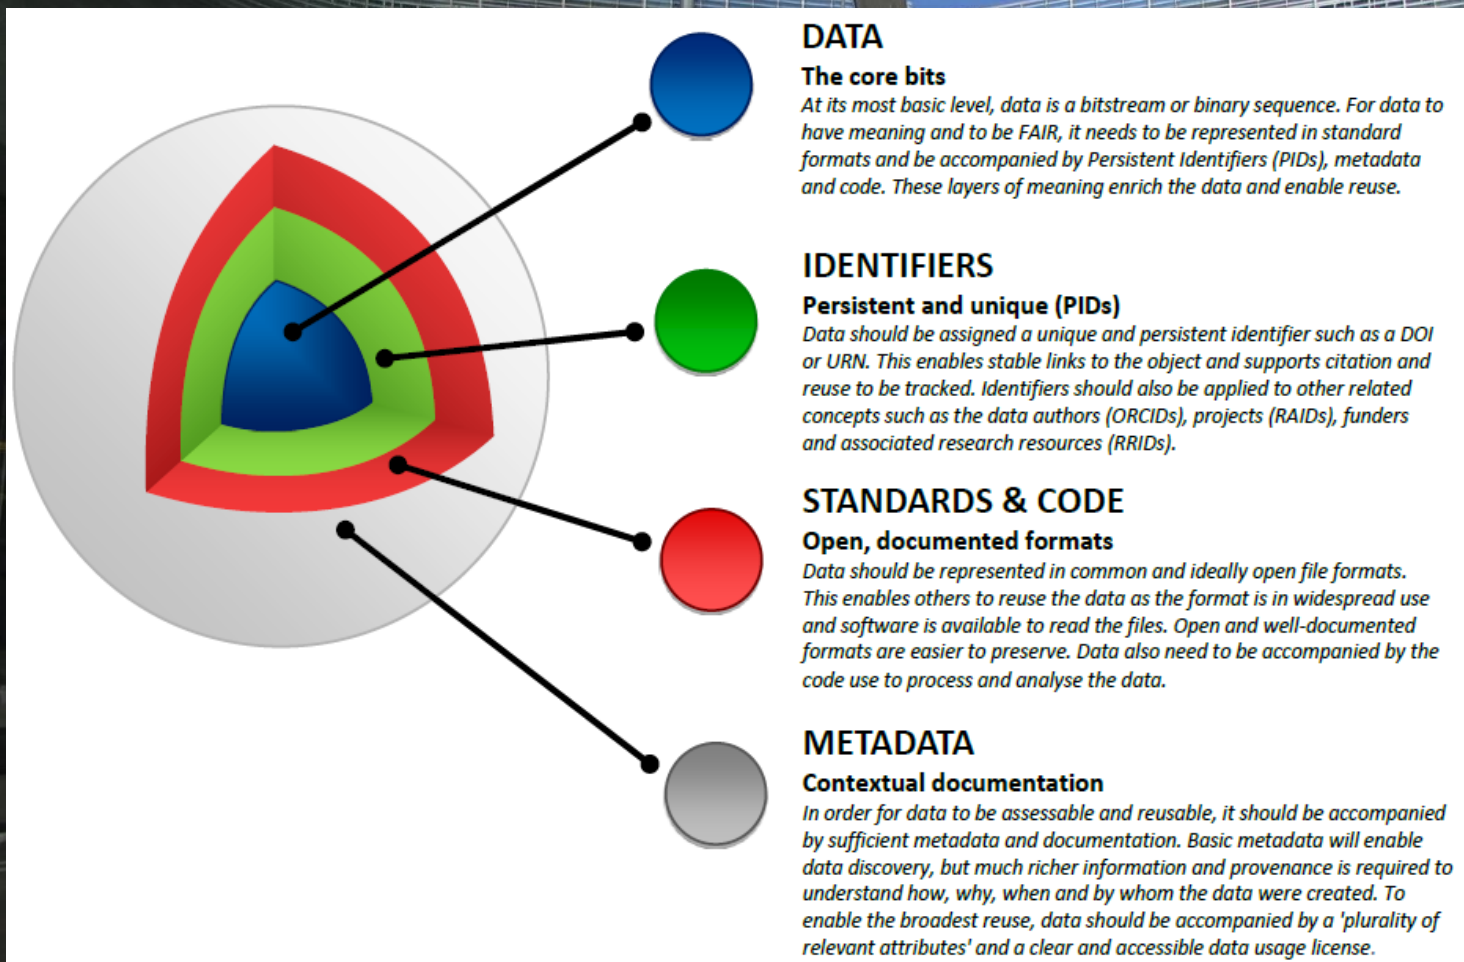 DATA
The core bits
At its most basic level, data is a bitstream or binary sequence. For data to
have meaning and to be FAIR, it needs to be represented in standard
formats and be accompanied by Persistent Identifiers (PIDs), metadata
and code. These layers of meaning enrich the data and enable reuse.
IDENTIFIERS
Persistent and unique (PIDs)
Data should be assigned a unique and persistent identifier such as a DOI
or URN. This enables stable links to the object and supports citation and
reuse to be tracked. Identifiers should also be applied to other related
concepts such as the data authors (ORCIDs), projects (RAIDs), funders
and associated research resources (RRIDs).
STANDARDS & CODE
Open, documented formats
Data should be represented in common and ideally open file formats.
This enables others to reuse the data as the format is in widespread use
and software is available to read the files. Open and well-documented
formats are easier to preserve. Data also need to be accompanied by the
code use to process and analyse the data.
METADATA
Contextual documentation
In order for data to be assessable and reusable, it should be accompanied
by sufficient metadata and documentation. Basic metadata will enable
data discovery, but much richer information and provenance is required to
understand how, why, when and by whom the data were created. To
enable the broadest reuse, data should be accompanied by a 'plurality of
relevant attributes' and a clear and accessible data usage license.